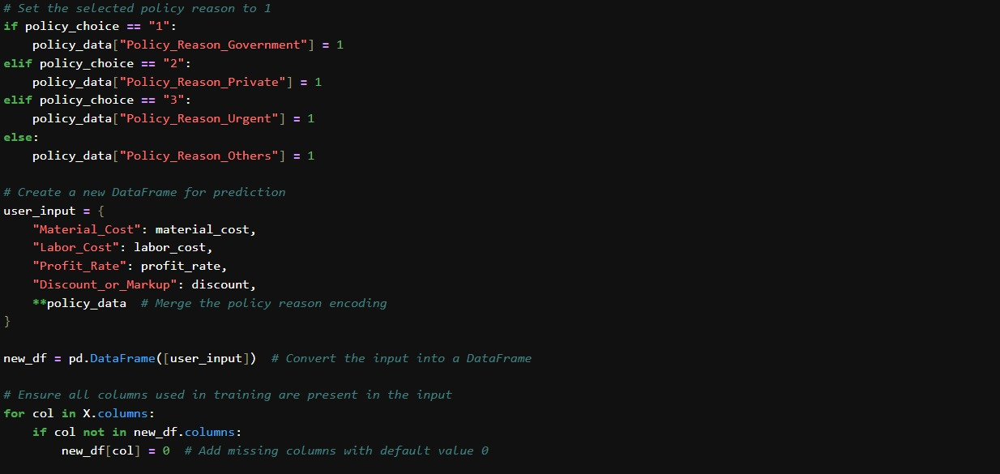 # Set the selected policy reason to 1
if policy_choice == "1":
    policy_data["Policy_Reason_Government"] = 1
elif policy_choice == "2":
    policy_data["Policy_Reason_Private"] = 1
elif policy_choice == "3":
    policy_data["Policy_Reason_Urgent"] = 1
else:
    policy_data["Policy_Reason_Others"] = 1

# Create a new DataFrame for prediction
user_input = {
    "Material_Cost": material_cost,
    "Labor_Cost": labor_cost,
    "Profit_Rate": profit_rate,
    "Discount_or_Markup": discount,
    **policy_data  # Merge the policy reason encoding
}

new_df = pd.DataFrame([user_input])  # Convert the input into a DataFrame

# Ensure all columns used in training are present in the input
for col in X.columns:
    if col not in new_df.columns:
        new_df[col] = 0  # Add missing columns with default value 0